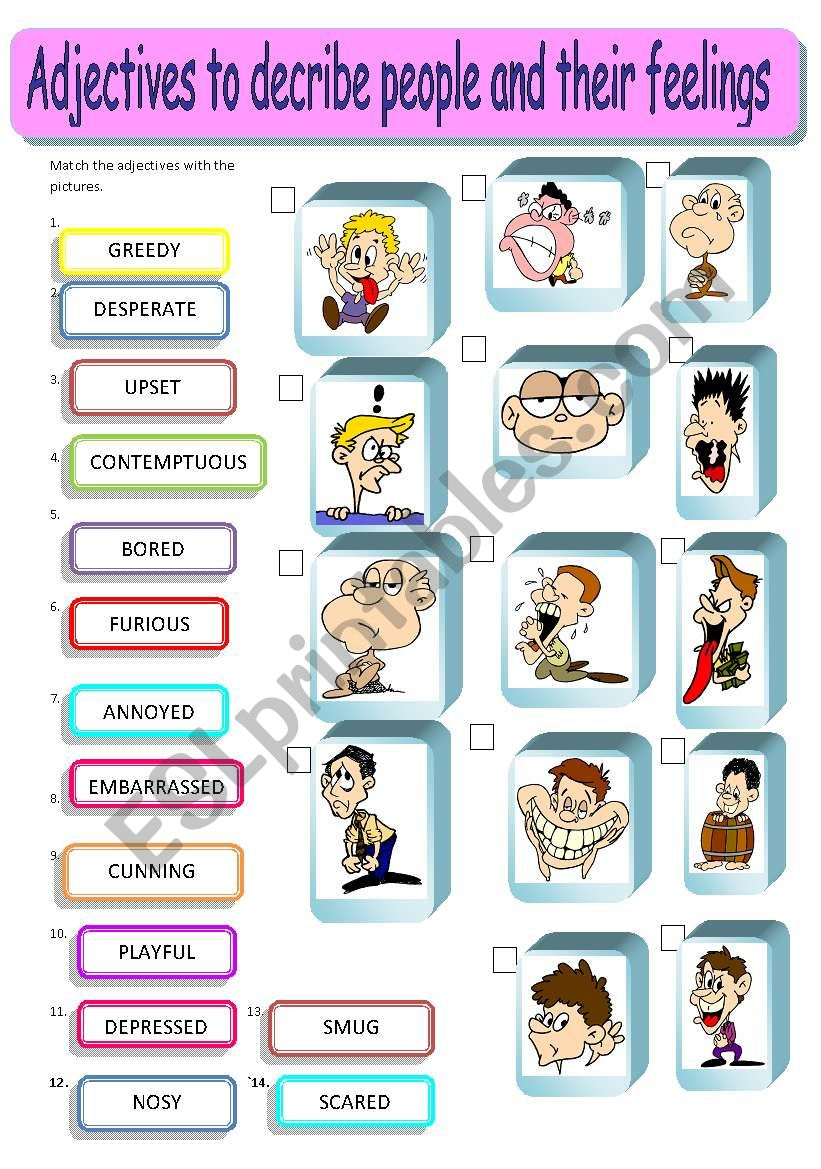 Adjectives to decribe people and their feelings
Match the adjectives with the
pictures.
1.
GREEDY
2.
DESPERATE
3.
UPSET
4.
CONTEMPTUOUS
5.
BORED
6.
FURIOUS
7.
ANNOYED
8.
EMBARRASSED
9.
CUNNING
10.
PLAYFUL
11.
DEPRESSED
12.
NOSY
13.
SMUG
`14.
SCARED
!
ESLprintables.com